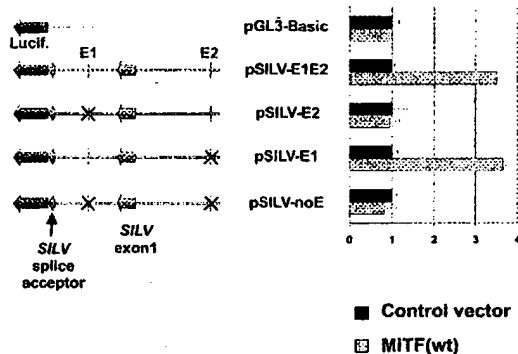 Lucif.
E1
E2
pGL3-Basic
pSILV-E1E2
pSILV-E2
pSILV-E1
pSILV-noE
SILV
splice
acceptor
SILV
exon1
0 1 2 3 4
Control vector
MITF(wt)